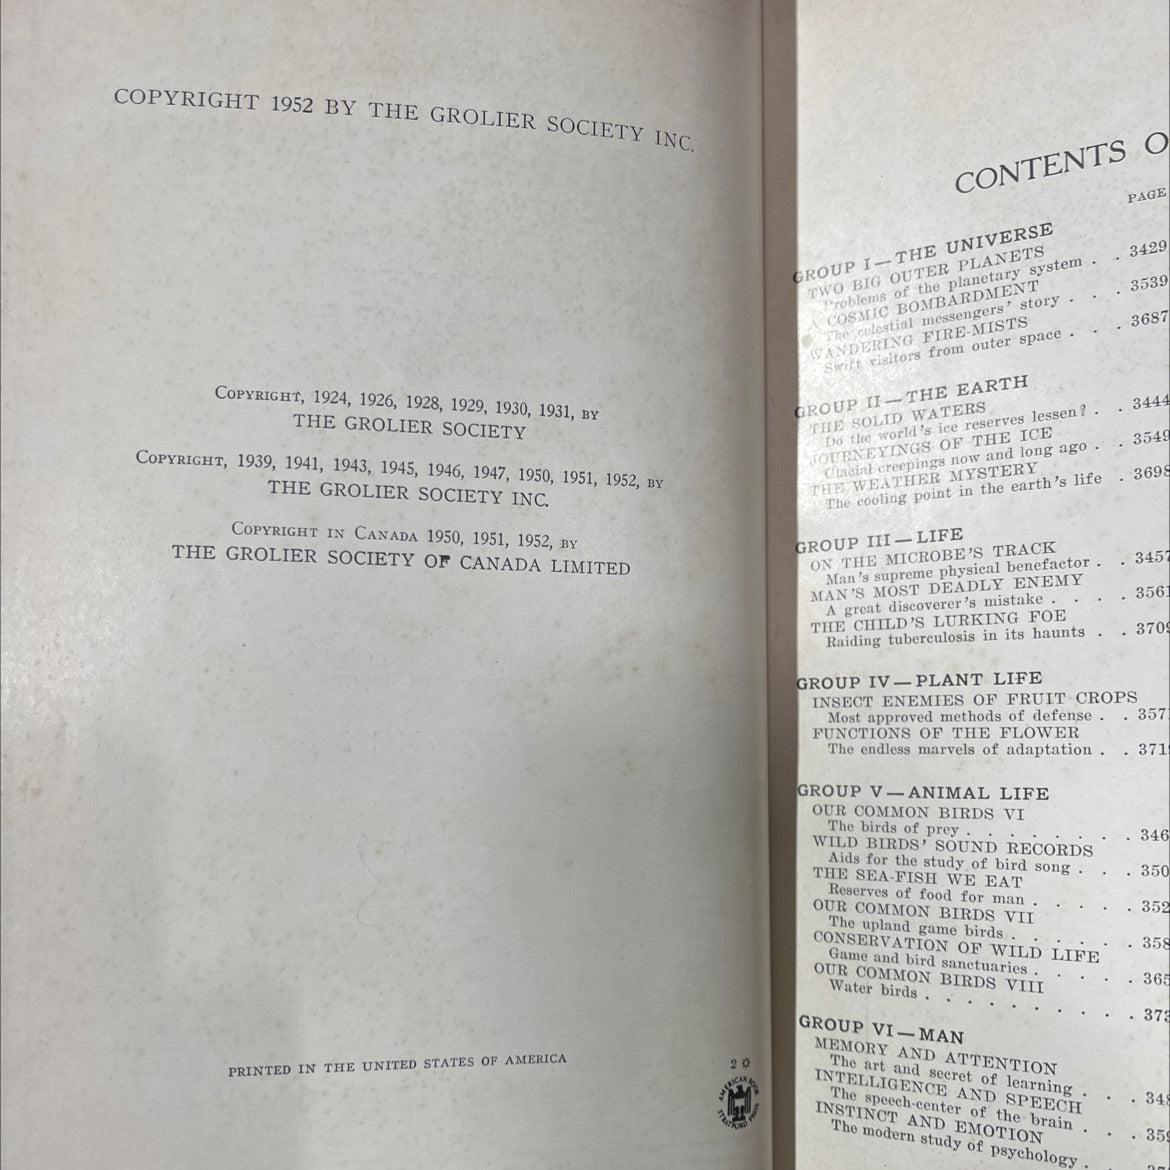 COPYRIGHT 1952 BY THE GROLIER SOCIETY INC.
COPYRIGHT, 1924, 1926, 1928, 1929, 1930, 1931, BY
THE GROLIER SOCIETY
COPYRIGHT, 1939, 1941, 1943, 1945, 1946, 1947, 1950, 1951, 1952, BY
THE GROLIER SOCIETY INC.
COPYRIGHT IN CANADA 1950, 1951, 1952, BY
THE GROLIER SOCIETY OF CANADA LIMITED
PRINTED IN THE UNITED STATES OF AMERICA
2
AMERICAN BOOK
STRATFORD PRESS
CONTENTS O
PAGE
GROUP I—THE UNIVERSE
TWO BIG OUTER PLANETS
Problems of the planetary system . . 3429
A COSMIC BOMBARDMENT
The celestial messengers' story . . . 3539
WANDERING FIRE-MISTS
Swift visitors from outer space . . . 3687
GROUP II—THE EARTH
THE SOLID WATERS
Do the world's ice reserves lessen? . . 3444
JOURNEYINGS OF THE ICE
Glacial creepings now and long ago . . 3549
THE WEATHER MYSTERY
The cooling point in the earth's life . 3698
GROUP III—LIFE
ON THE MICROBE'S TRACK
Man's supreme physical benefactor . . 3457
MAN'S MOST DEADLY ENEMY
A great discoverer's mistake . . . . 3561
THE CHILD'S LURKING FOE
Raiding tuberculosis in its haunts . . 3709
GROUP IV—PLANT LIFE
INSECT ENEMIES OF FRUIT CROPS
Most approved methods of defense . . 357
FUNCTIONS OF THE FLOWER
The endless marvels of adaptation . . 371
GROUP V—ANIMAL LIFE
OUR COMMON BIRDS VI
The birds of prey . . . . . . . . 346
WILD BIRDS' SOUND RECORDS
Aids for the study of bird song . . . 350
THE SEA-FISH WE EAT
Reserves of food for man . . . . . 352
OUR COMMON BIRDS VII
The upland game birds . . . . . . 358
CONSERVATION OF WILD LIFE
Game and bird sanctuaries . . . . . 365
OUR COMMON BIRDS VIII
Water birds . . . . . . . . . . 373
GROUP VI—MAN
MEMORY AND ATTENTION
The art and secret of learning . . . 348
INTELLIGENCE AND SPEECH
The speech-center of the brain . . . 359
INSTINCT AND EMOTION
The modern study of psychology .